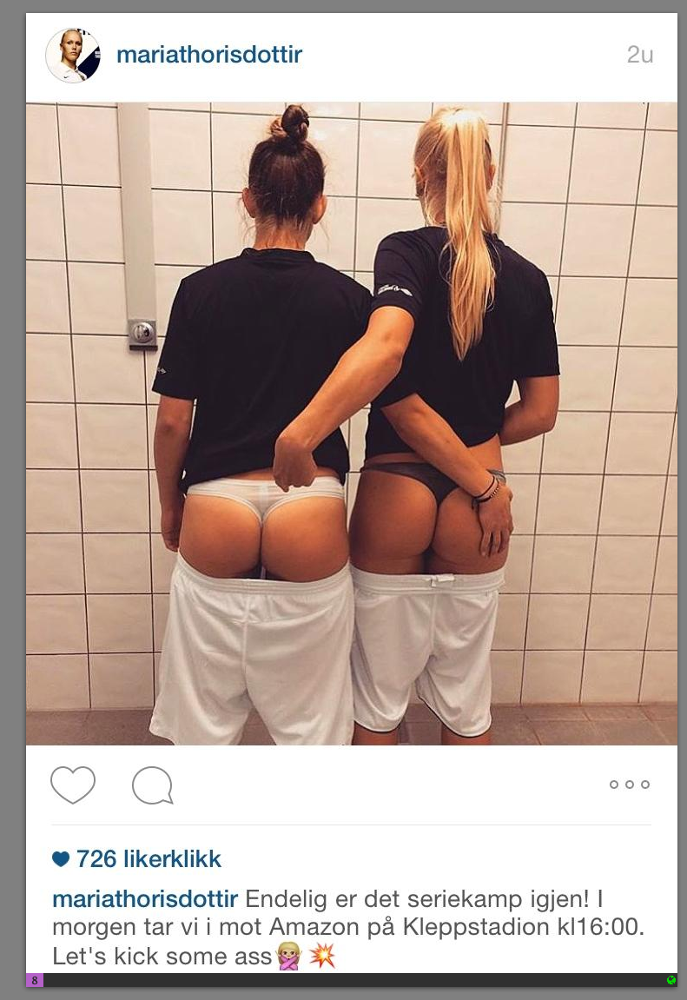 mariathorisdottir 2u
726 likerklikk
mariathorisdottir Endelig er det seriekamp igjen! I
morgen tar vi i mot Amazon på Kleppstadion kl16:00.
Let's kick some ass🙅🏼💥
8